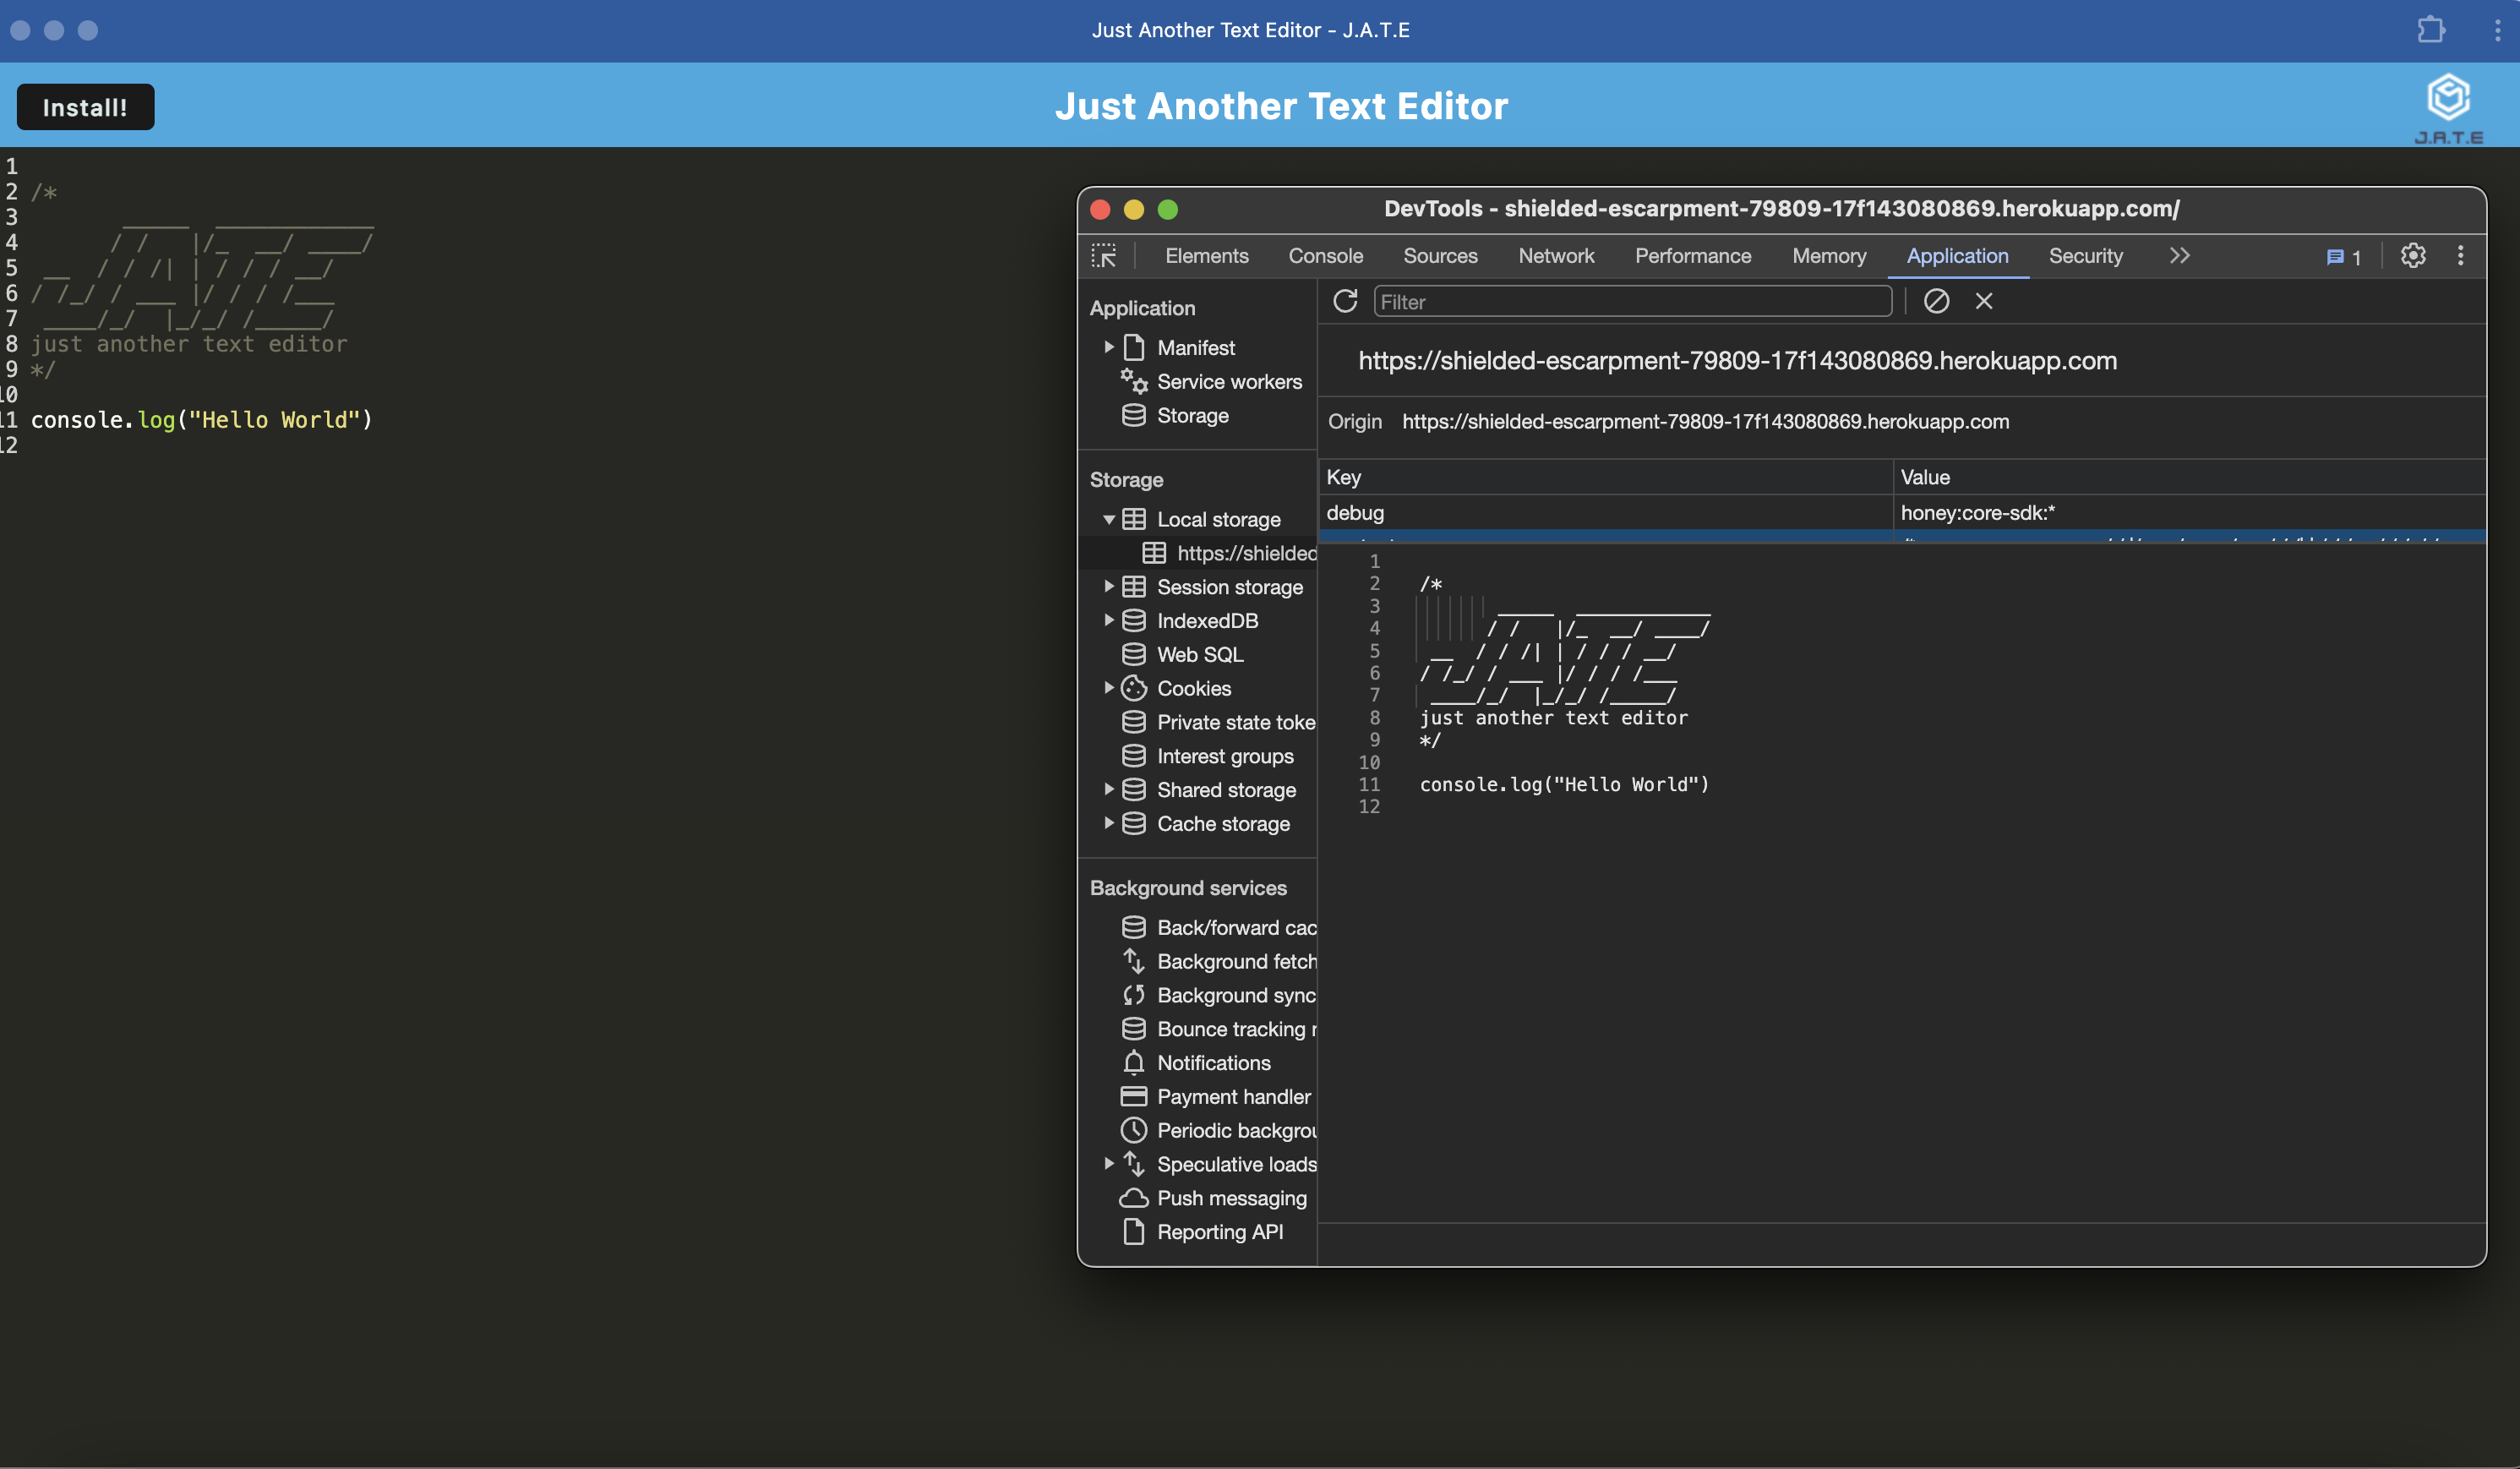 Just Another Text Editor - J.A.T.E
Install!
Just Another Text Editor
J.A.T.E
1
2 /*
3
4
5
6
7
8 just another text editor
9 */
10
11 console.log("Hello World")
12
DevTools - shielded-escarpment-79809-17f143080869.herokuapp.com/
Elements Console Sources Network Performance Memory Application Security 1
Application
Manifest
Service workers
Storage
Storage
Local storage
https://shielded
Session storage
IndexedDB
Web SQL
Cookies
Private state toke
Interest groups
Shared storage
Cache storage
Background services
Back/forward cac
Background fetch
Background sync
Bounce tracking
Notifications
Payment handler
Periodic backgrou
Speculative loads
Push messaging
Reporting API
Filter
https://shielded-escarpment-79809-17f143080869.herokuapp.com
Origin https://shielded-escarpment-79809-17f143080869.herokuapp.com
Key Value
debug honey:core-sdk:*
1
2 /*
3
4
5
6
7
8 just another text editor
9 */
10
11 console.log("Hello World")
12